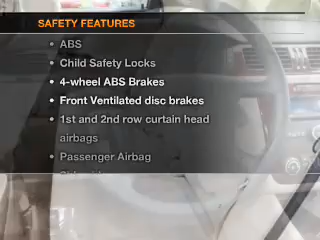 SAFETY FEATURES
• ABS
• Child Safety Locks
• 4-wheel ABS Brakes
• Front Ventilated disc brakes
• 1st and 2nd row curtain head
airbags
• Passenger Airbag